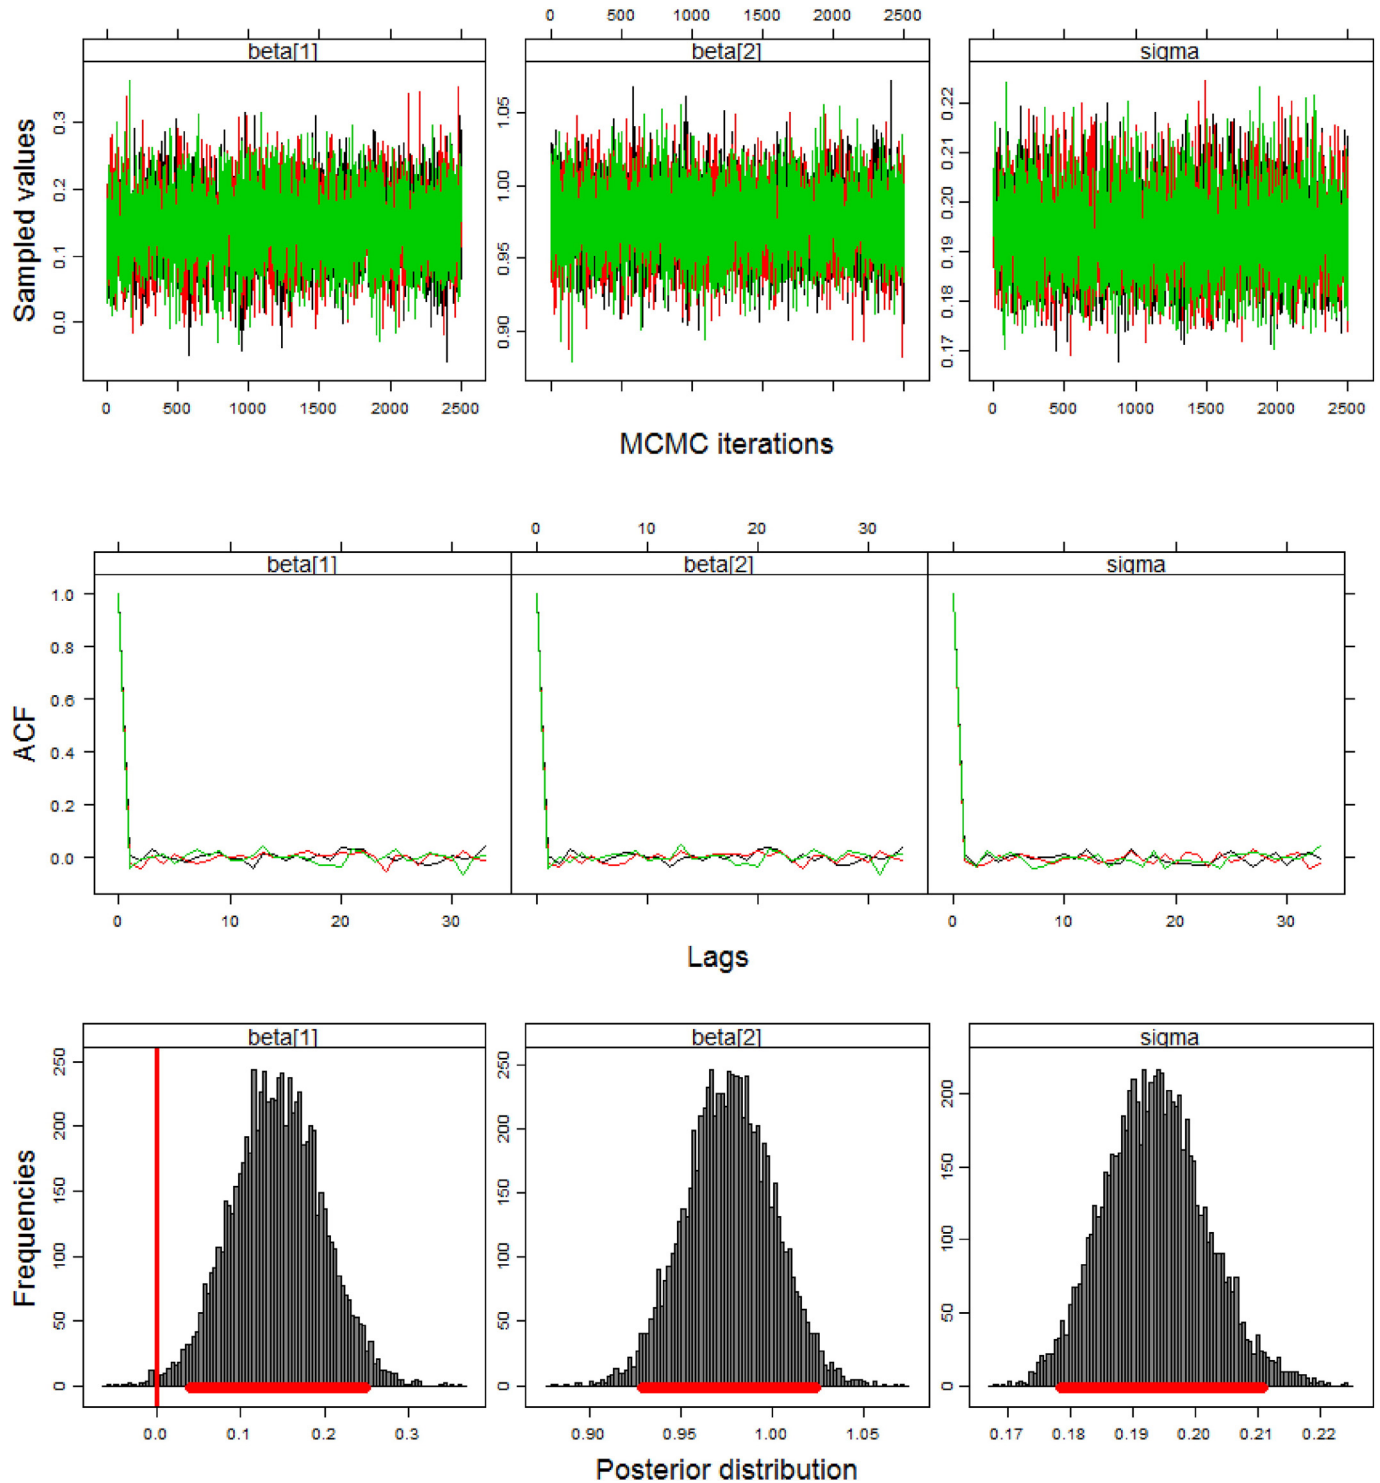 0 500 1000 1500 2000 2500
beta[1] beta[2] sigma
Sampled values
0.3
0.2
0.1
0.0
1.05
1.00
0.95
0.90
0.22
0.21
0.20
0.19
0.18
0.17
0 500 1000 1500 2000 2500 0 500 1000 1500 2000 2500
MCMC iterations
0 10 20 30
beta[1] beta[2] sigma
ACF
1.0
0.8
0.6
0.4
0.2
0.0
0 10 20 30 0 10 20 30
Lags
beta[1] beta[2] sigma
Frequencies
250
200
150
100
50
0
250
200
150
100
50
0
200
150
100
50
0
0.0 0.1 0.2 0.3 0.90 0.95 1.00 1.05 0.17 0.18 0.19 0.20 0.21 0.22
Posterior distribution